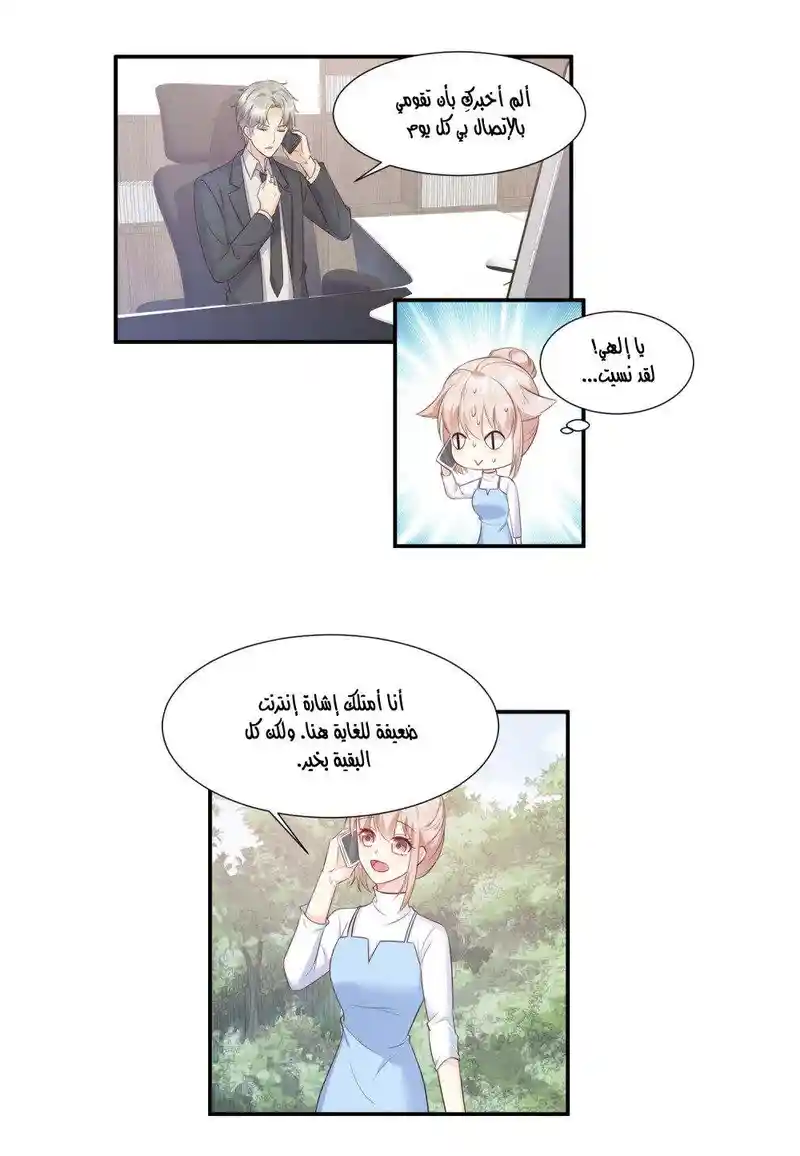 ألم أخبركِ بأن تقومي
بالإتصال بي كل يوم
يا إلهي!
لقد نسيت...
أنا أمتلك إشارة إنترنت
ضعيفة للغاية هنا. ولكن كل
البقية بخير.